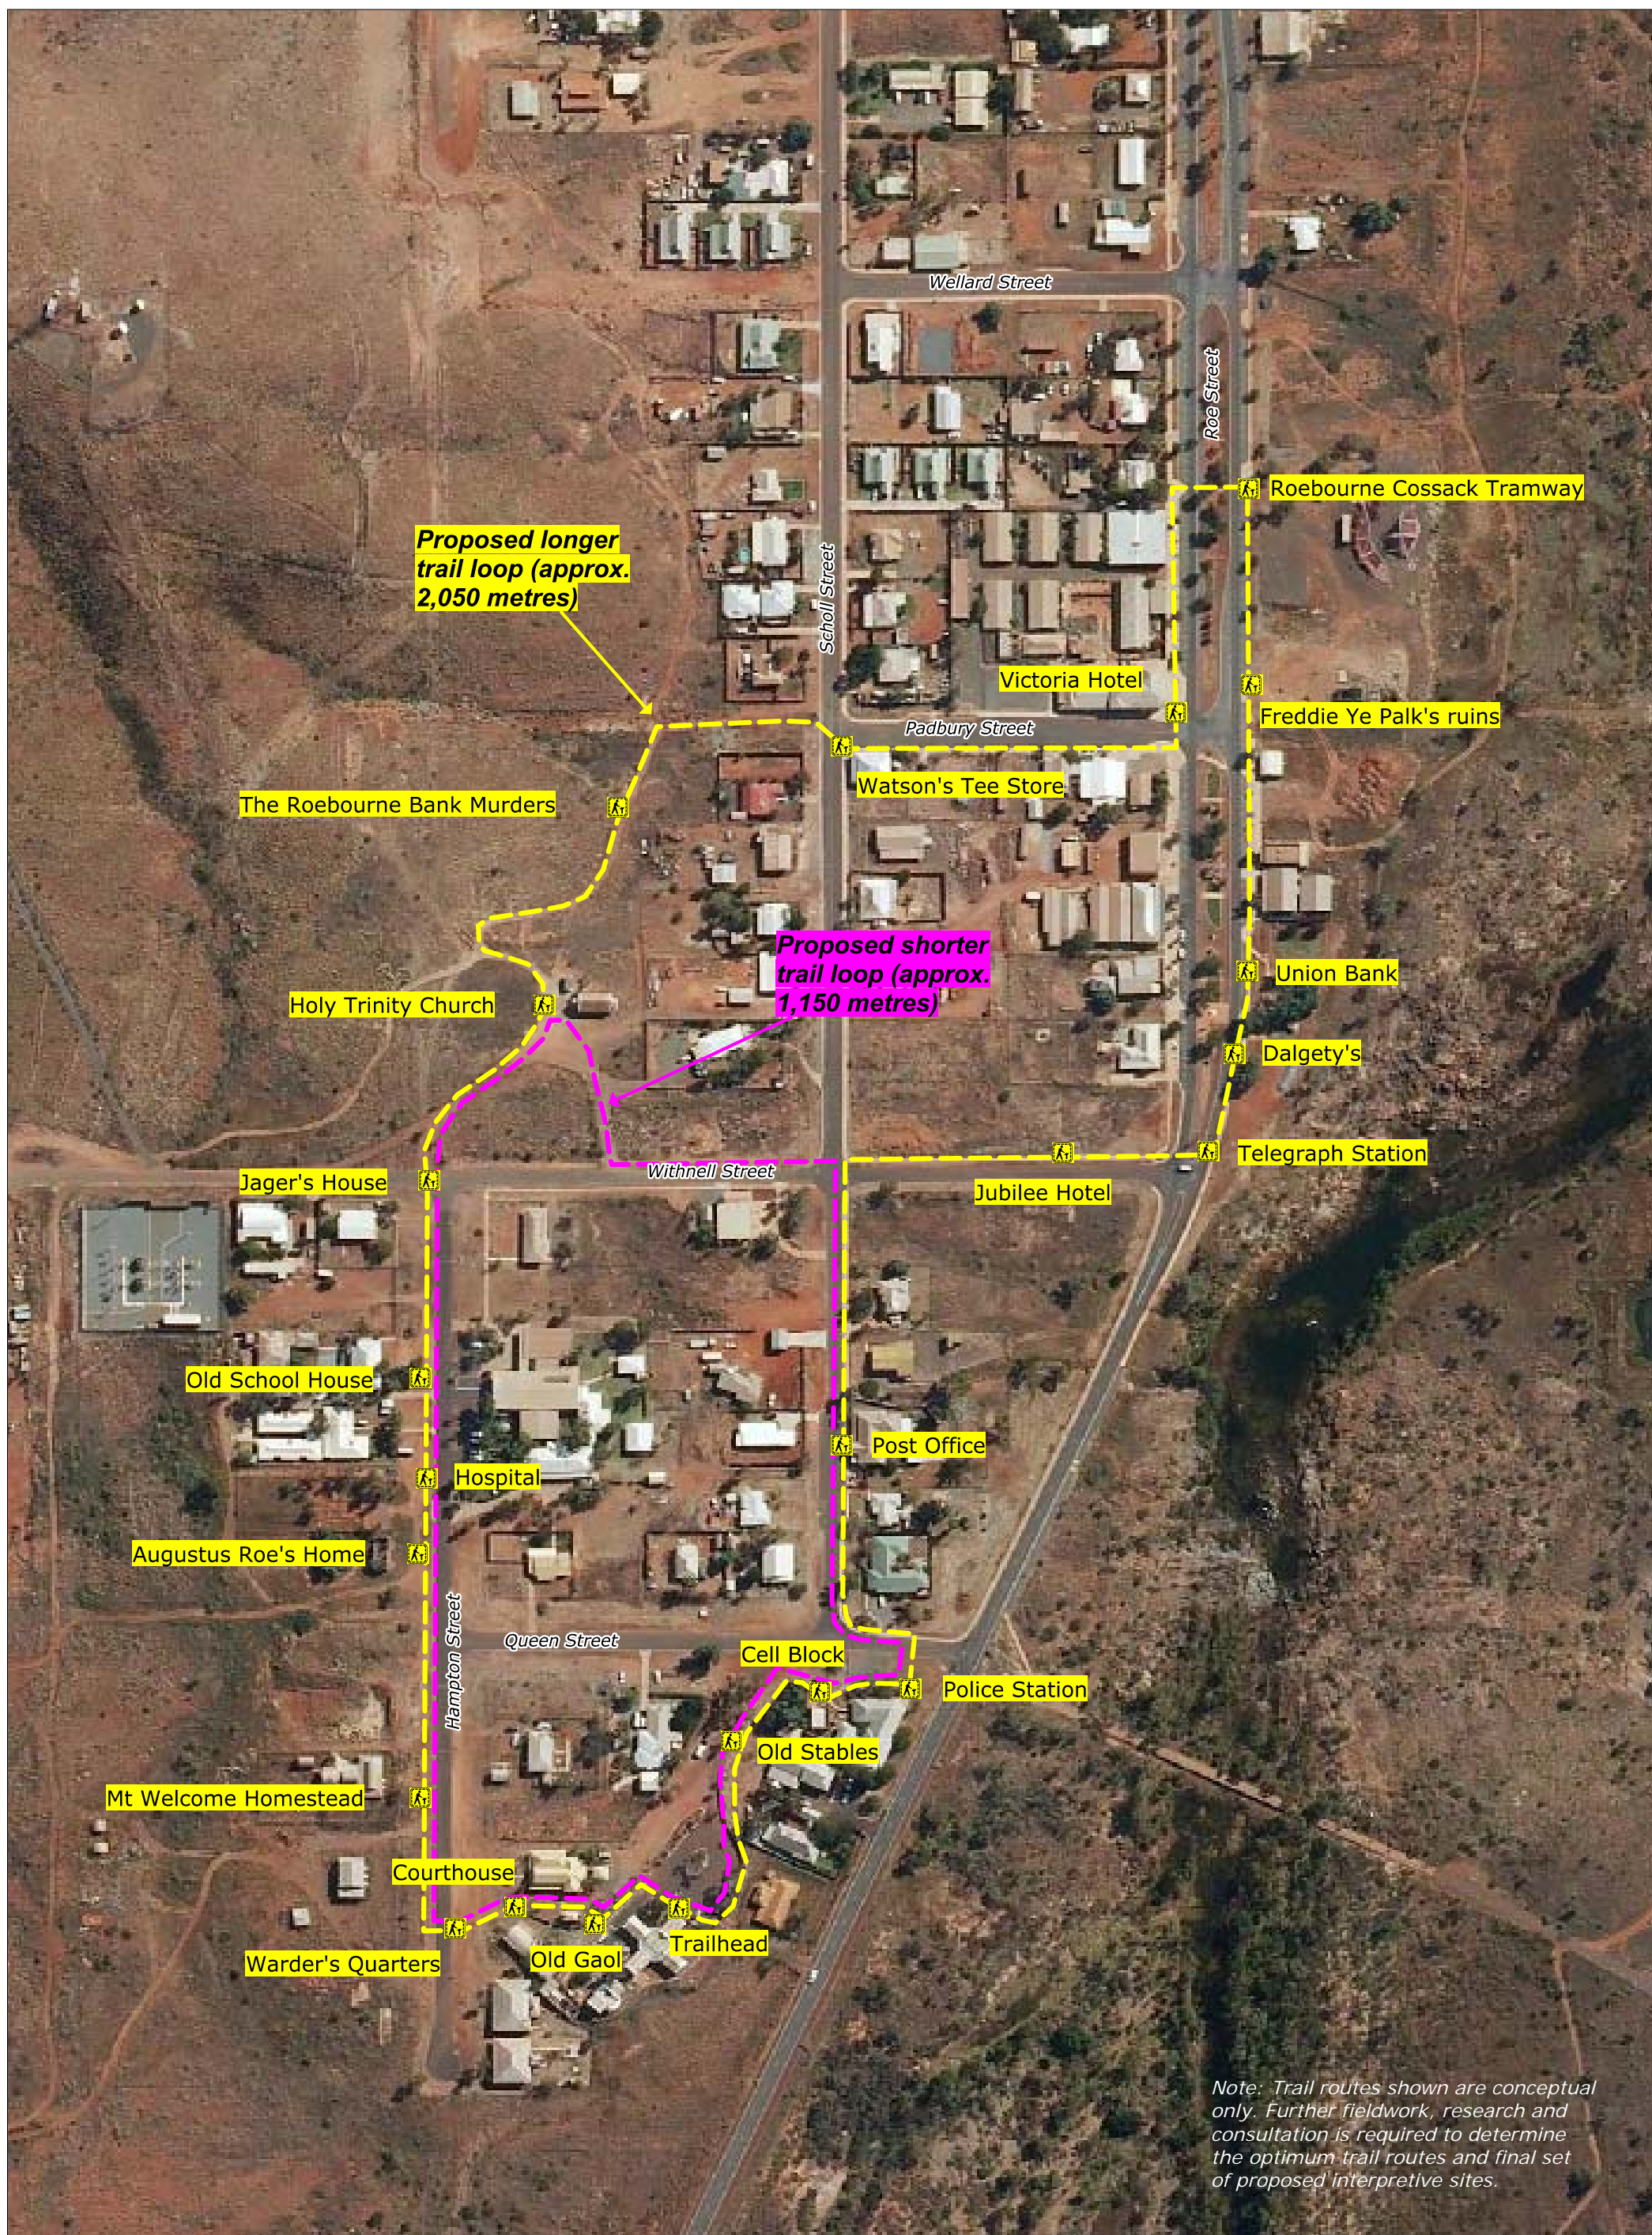 Wellard Street
Roe Street
Roebourne Cossack Tramway
Proposed longer
trail loop (approx.
2,050 metres)
Scholl Street
Victoria Hotel
Freddie Ye Palk's ruins
Padbury Street
Watson's Tee Store
The Roebourne Bank Murders
Proposed shorter
trail loop (approx.
1,150 metres)
Union Bank
Holy Trinity Church
Dalgety's
Telegraph Station
Withnell Street
Jager's House
Jubilee Hotel
Old School House
Post Office
Hospital
Augustus Roe's Home
Hampton Street
Queen Street
Cell Block
Police Station
Old Stables
Mt Welcome Homestead
Courthouse
Trailhead
Old Gaol
Warder's Quarters
Note: Trail routes shown are conceptual
only. Further fieldwork, research and
consultation is required to determine
the optimum trail routes and final set
of proposed interpretive sites.